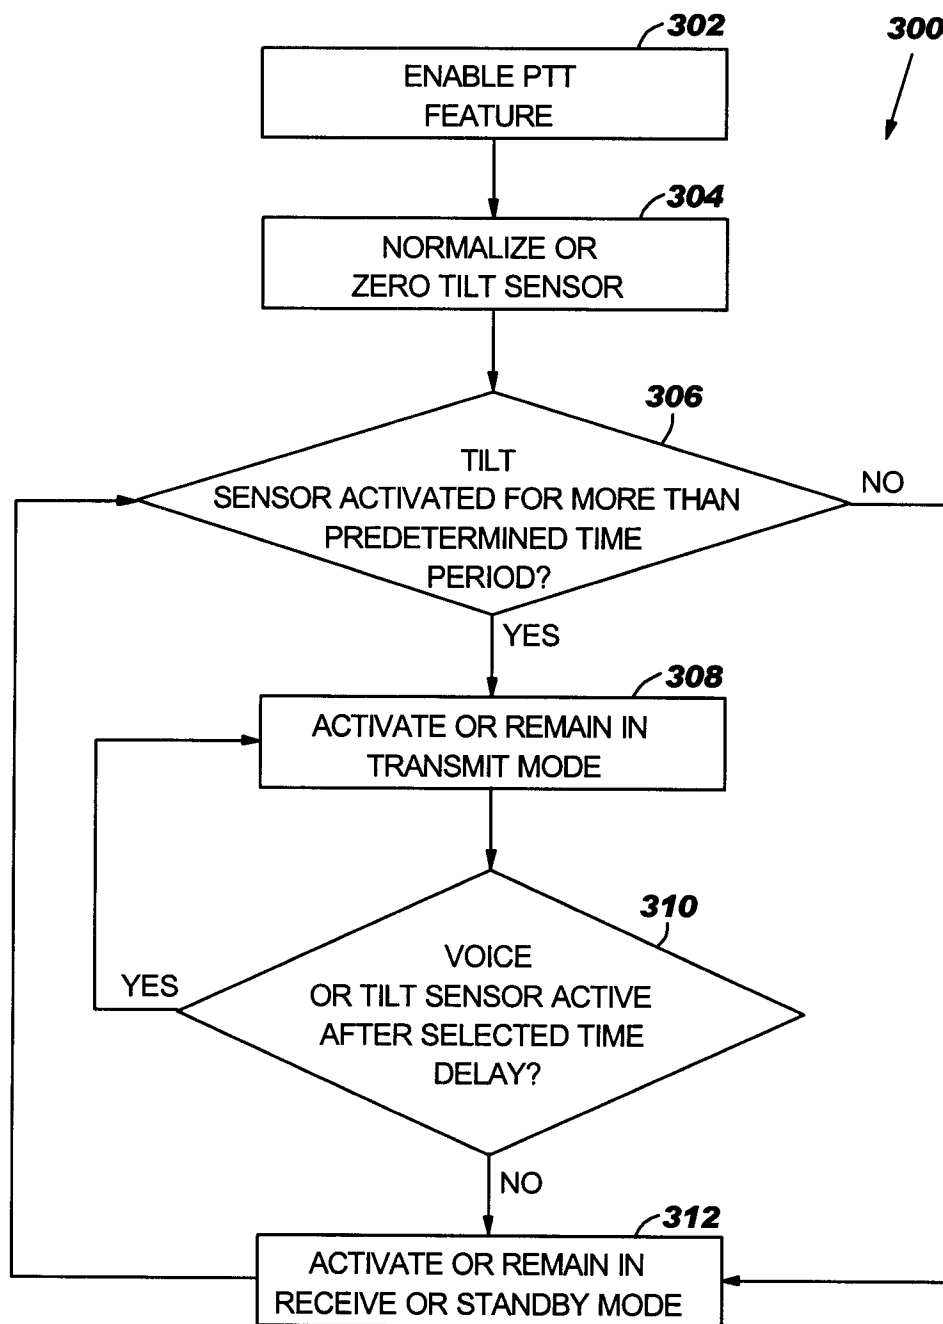 302
300
ENABLE PTT
FEATURE
304
NORMALIZE OR
ZERO TILT SENSOR
306
TILT
SENSOR ACTIVATED FOR MORE THAN
PREDETERMINED TIME
PERIOD?
NO
YES
308
ACTIVATE OR REMAIN IN
TRANSMIT MODE
310
VOICE
OR TILT SENSOR ACTIVE
AFTER SELECTED TIME
DELAY?
YES
NO
312
ACTIVATE OR REMAIN IN
RECEIVE OR STANDBY MODE